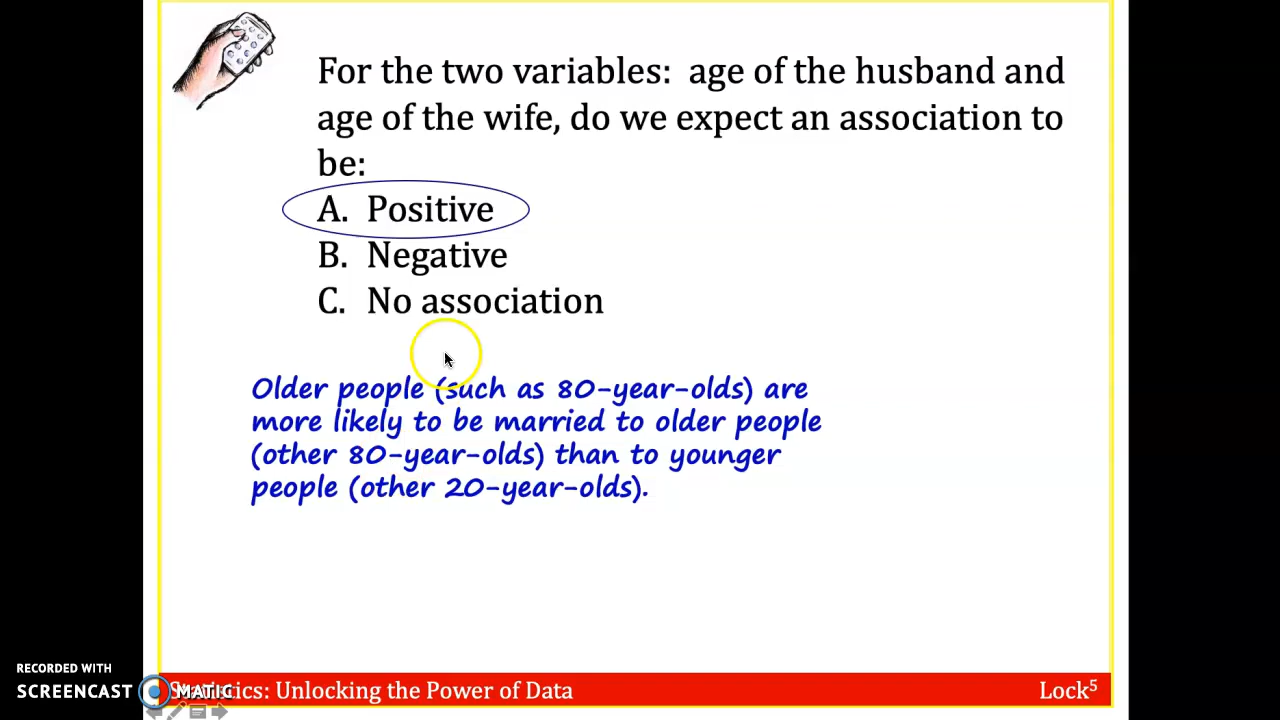 For the two variables:  age of the husband and
age of the wife, do we expect an association to
be:
A. Positive
B. Negative
C. No association
Older people (such as 80-year-olds) are
more likely to be married to older people
(other 80-year-olds) than to younger
people (other 20-year-olds).
RECORDED WITH
SCREENCAST MATIC
Statistics: Unlocking the Power of Data
Lock5